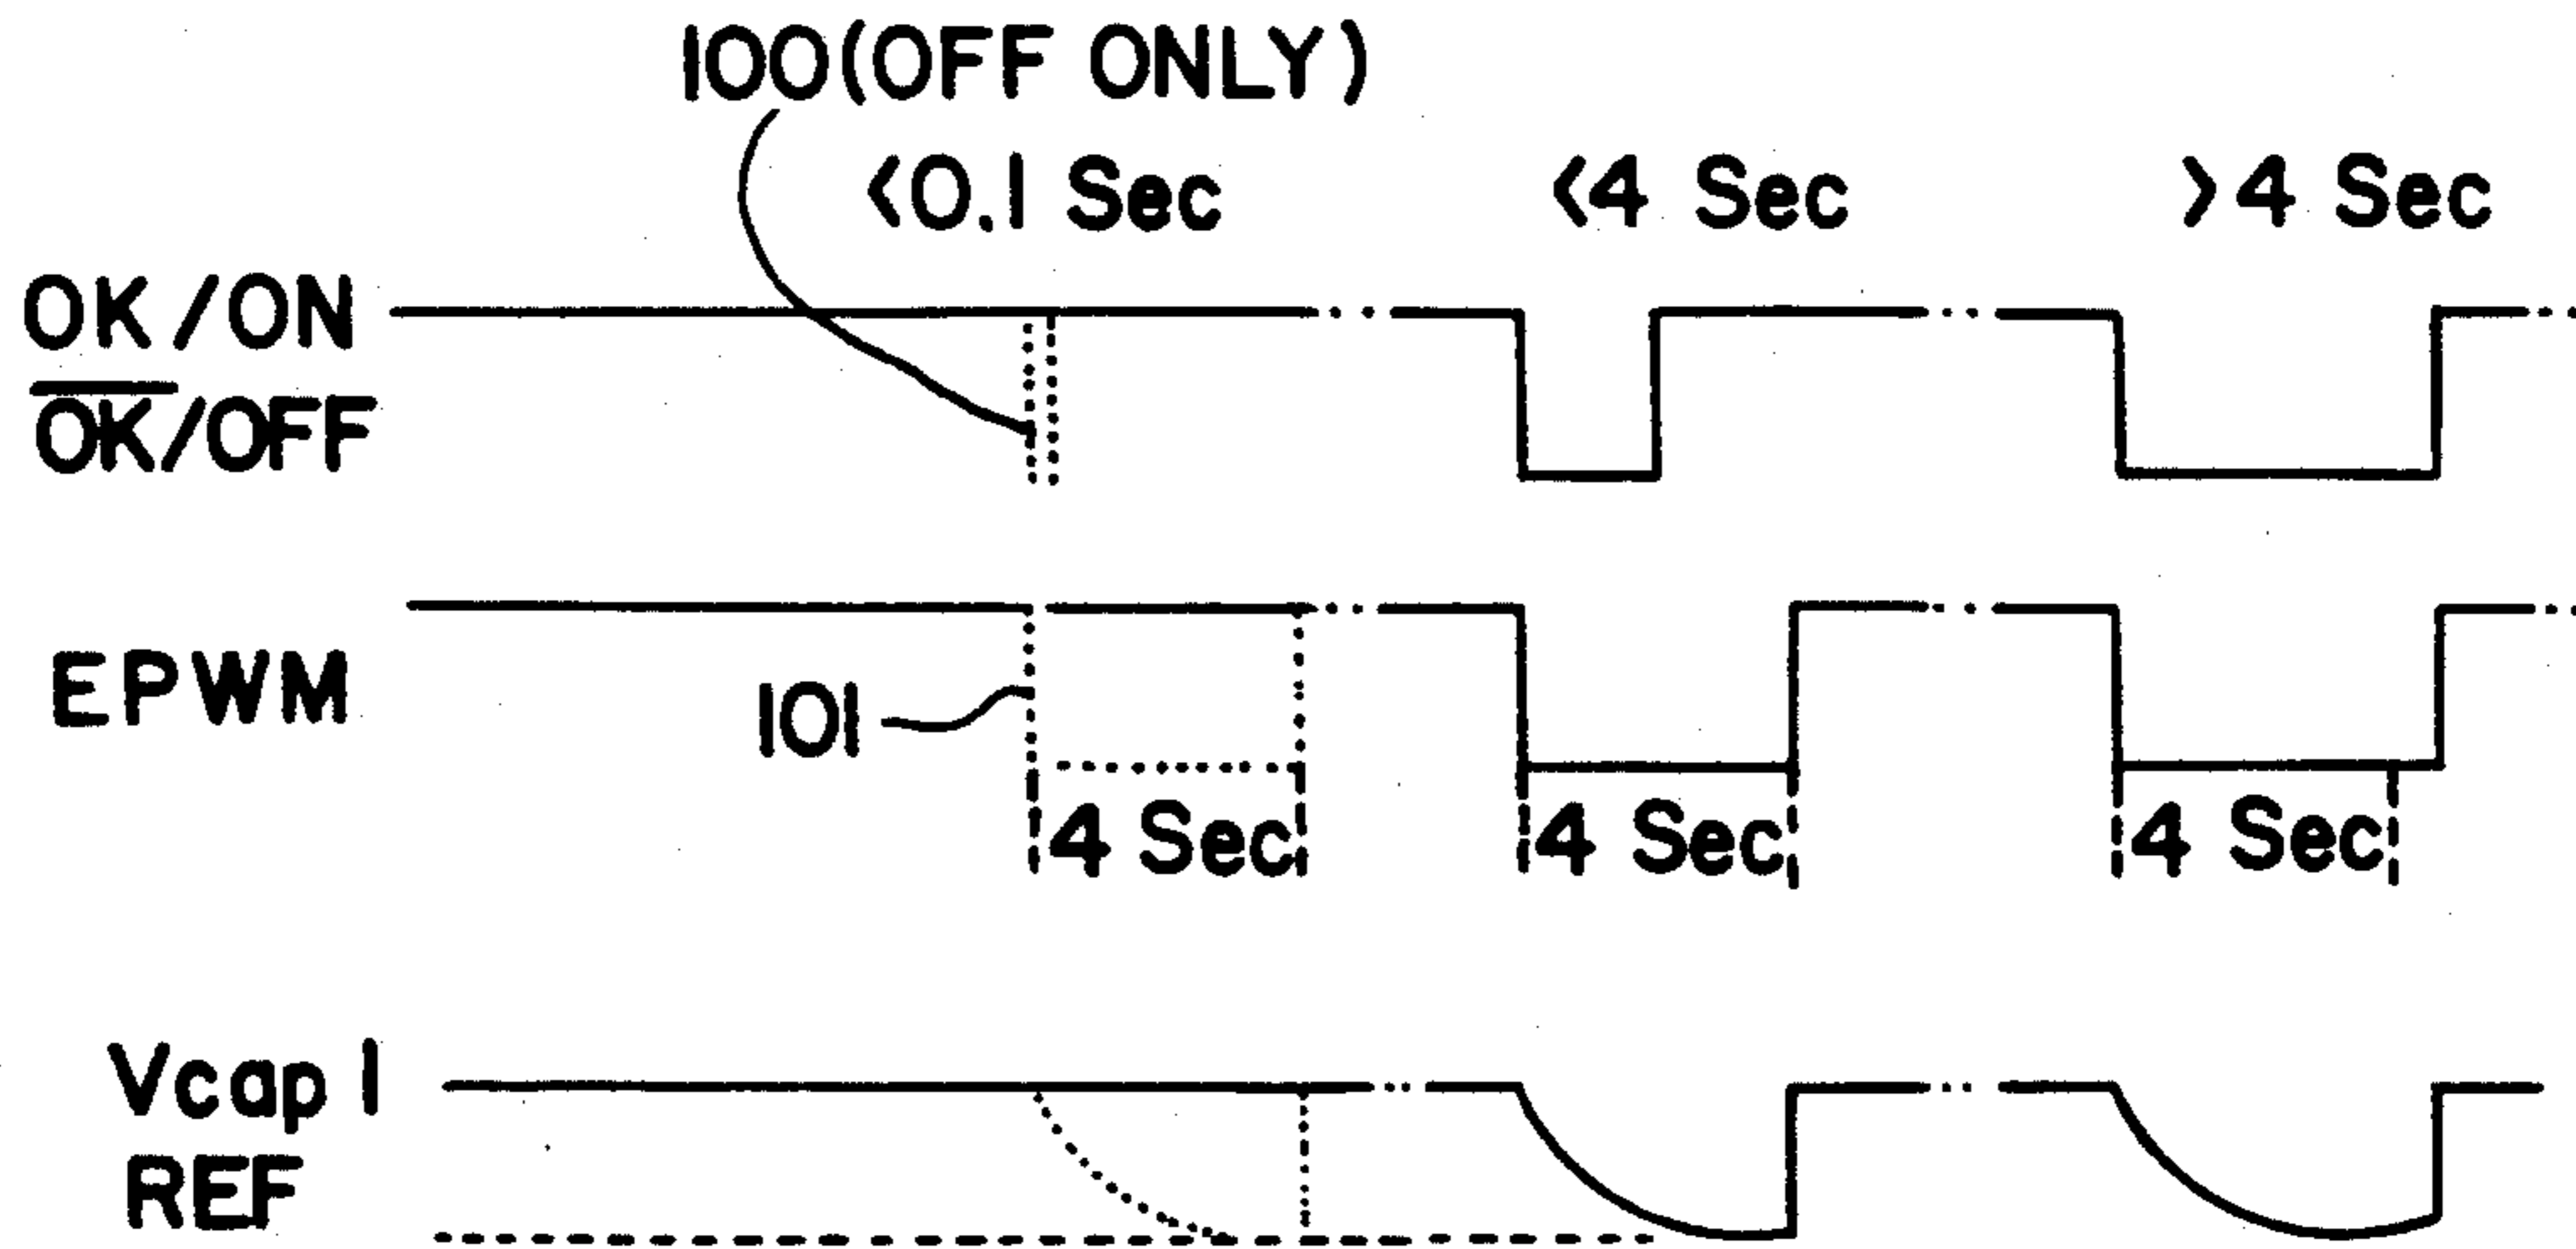 100(OFF ONLY)
<0.1 Sec
<4 Sec
>4 Sec
OK/ON
O̅K̅/OFF
EPWM
101
4 Sec
4 Sec
4 Sec
Vcap 1
REF